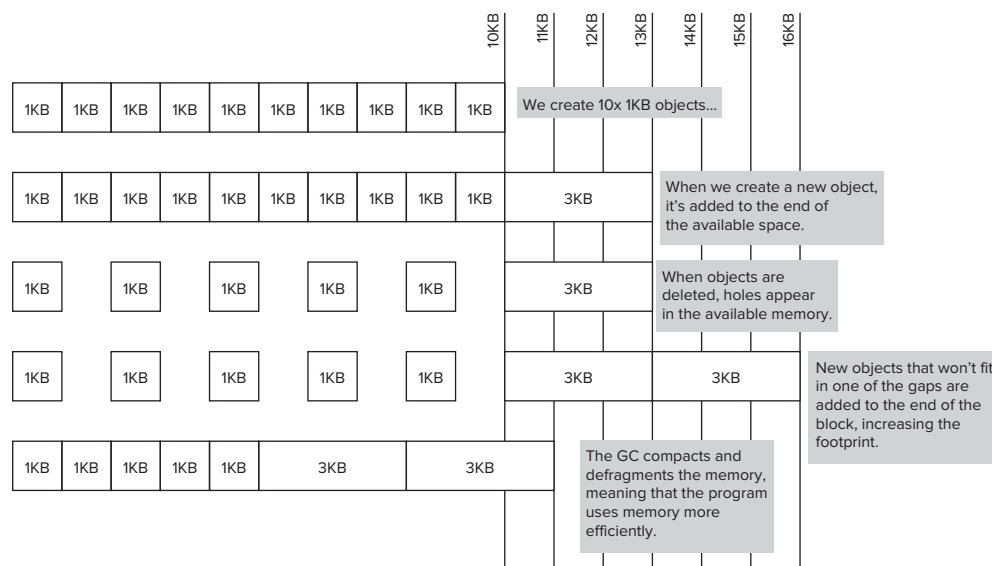 10KB 11KB 12KB 13KB 14KB 15KB 16KB
1KB 1KB 1KB 1KB 1KB 1KB 1KB 1KB 1KB 1KB
We create 10x 1KB objects...
1KB 1KB 1KB 1KB 1KB 1KB 1KB 1KB 1KB 1KB 3KB
When we create a new object,
it's added to the end of
the available space.
1KB 1KB 1KB 1KB 1KB 3KB
When objects are
deleted, holes appear
in the available memory.
1KB 1KB 1KB 1KB 1KB 3KB 3KB
New objects that won't fit
in one of the gaps are
added to the end of the
block, increasing the
footprint.
1KB 1KB 1KB 1KB 1KB 3KB 3KB
The GC compacts and
defragments the memory,
meaning that the program
uses memory more
efficiently.